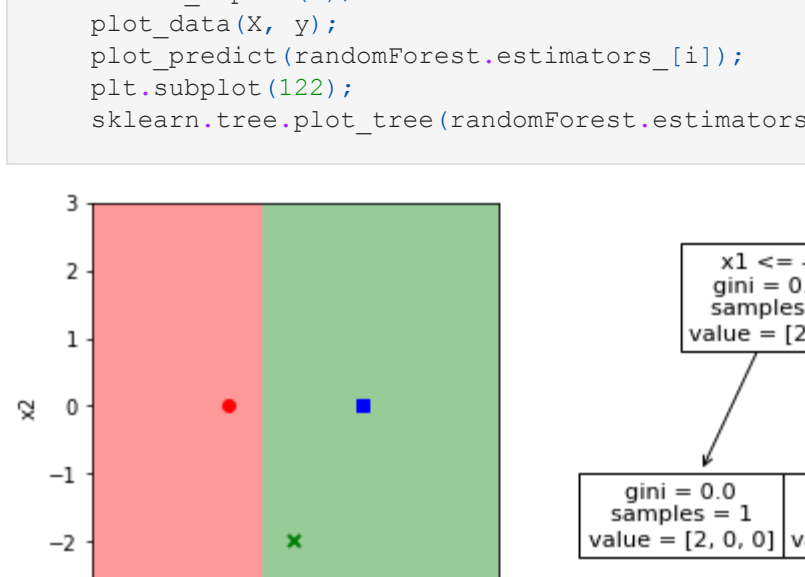 plot_data(X, y);
plot_predict(randomForest.estimators_[i]);
plt.subplot(122);
sklearn.tree.plot_tree(randomForest.estimators
3
2
1
0
−1
−2
x2
x1 <= -
gini = 0.
samples
value = [2
gini = 0.0
samples = 1
value = [2, 0, 0]